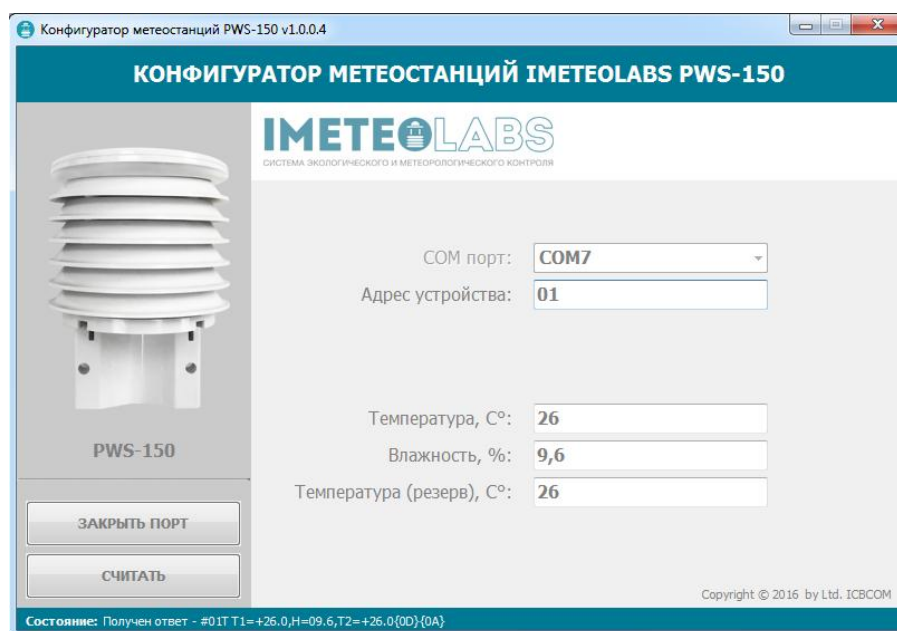 Конфигуратор метеостанций PWS-150 v1.0.0.4
КОНФИГУРАТОР МЕТЕОСТАНЦИЙ IMETEOLABS PWS-150
IMETEOLABS
СИСТЕМА ЭКОЛОГИЧЕСКОГО И МЕТЕОРОЛОГИЧЕСКОГО КОНТРОЛЯ
COM порт: COM7
Адрес устройства: 01
Температура, C°: 26
Влажность, %: 9,6
Температура (резерв), C°: 26
PWS-150
ЗАКРЫТЬ ПОРТ
СЧИТАТЬ
Copyright © 2016 by Ltd. ICBCOM
Состояние: Получен ответ - #01T T1=+26.0,H=09.6,T2=+26.0{0D}{0A}